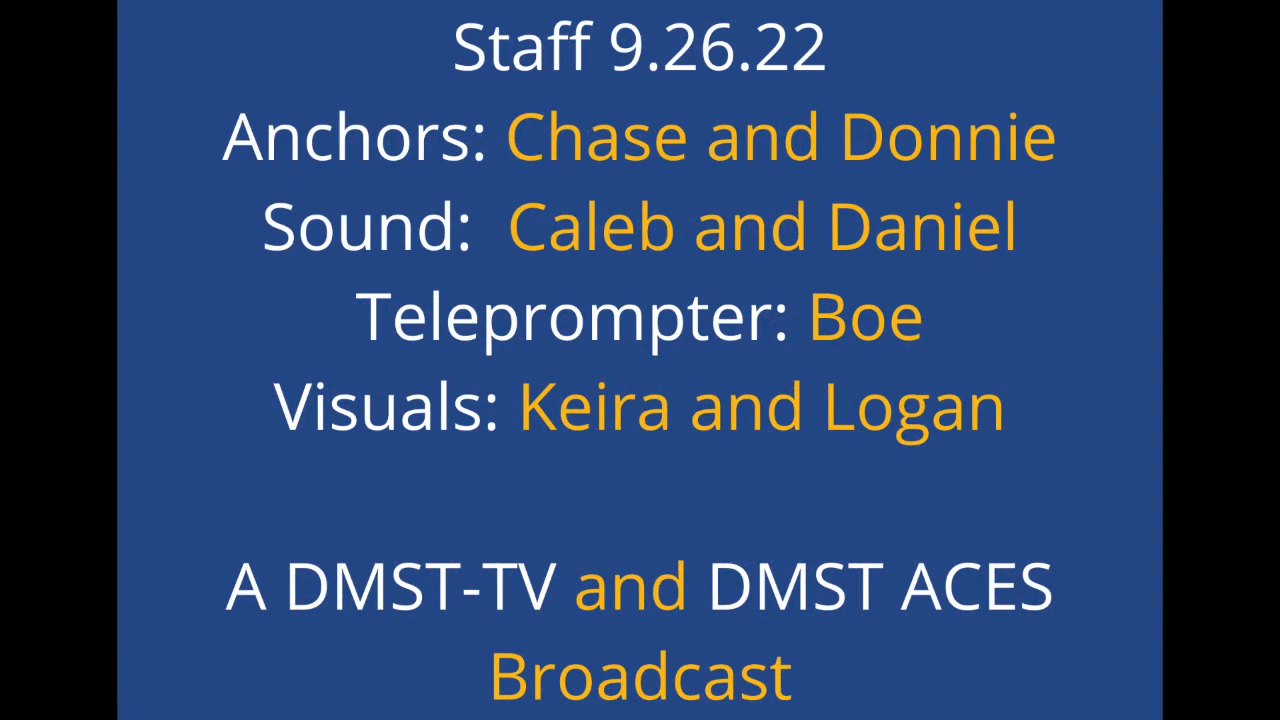 Staff 9.26.22
Anchors: Chase and Donnie
Sound:  Caleb and Daniel
Teleprompter: Boe
Visuals: Keira and Logan
A DMST-TV and DMST ACES
Broadcast